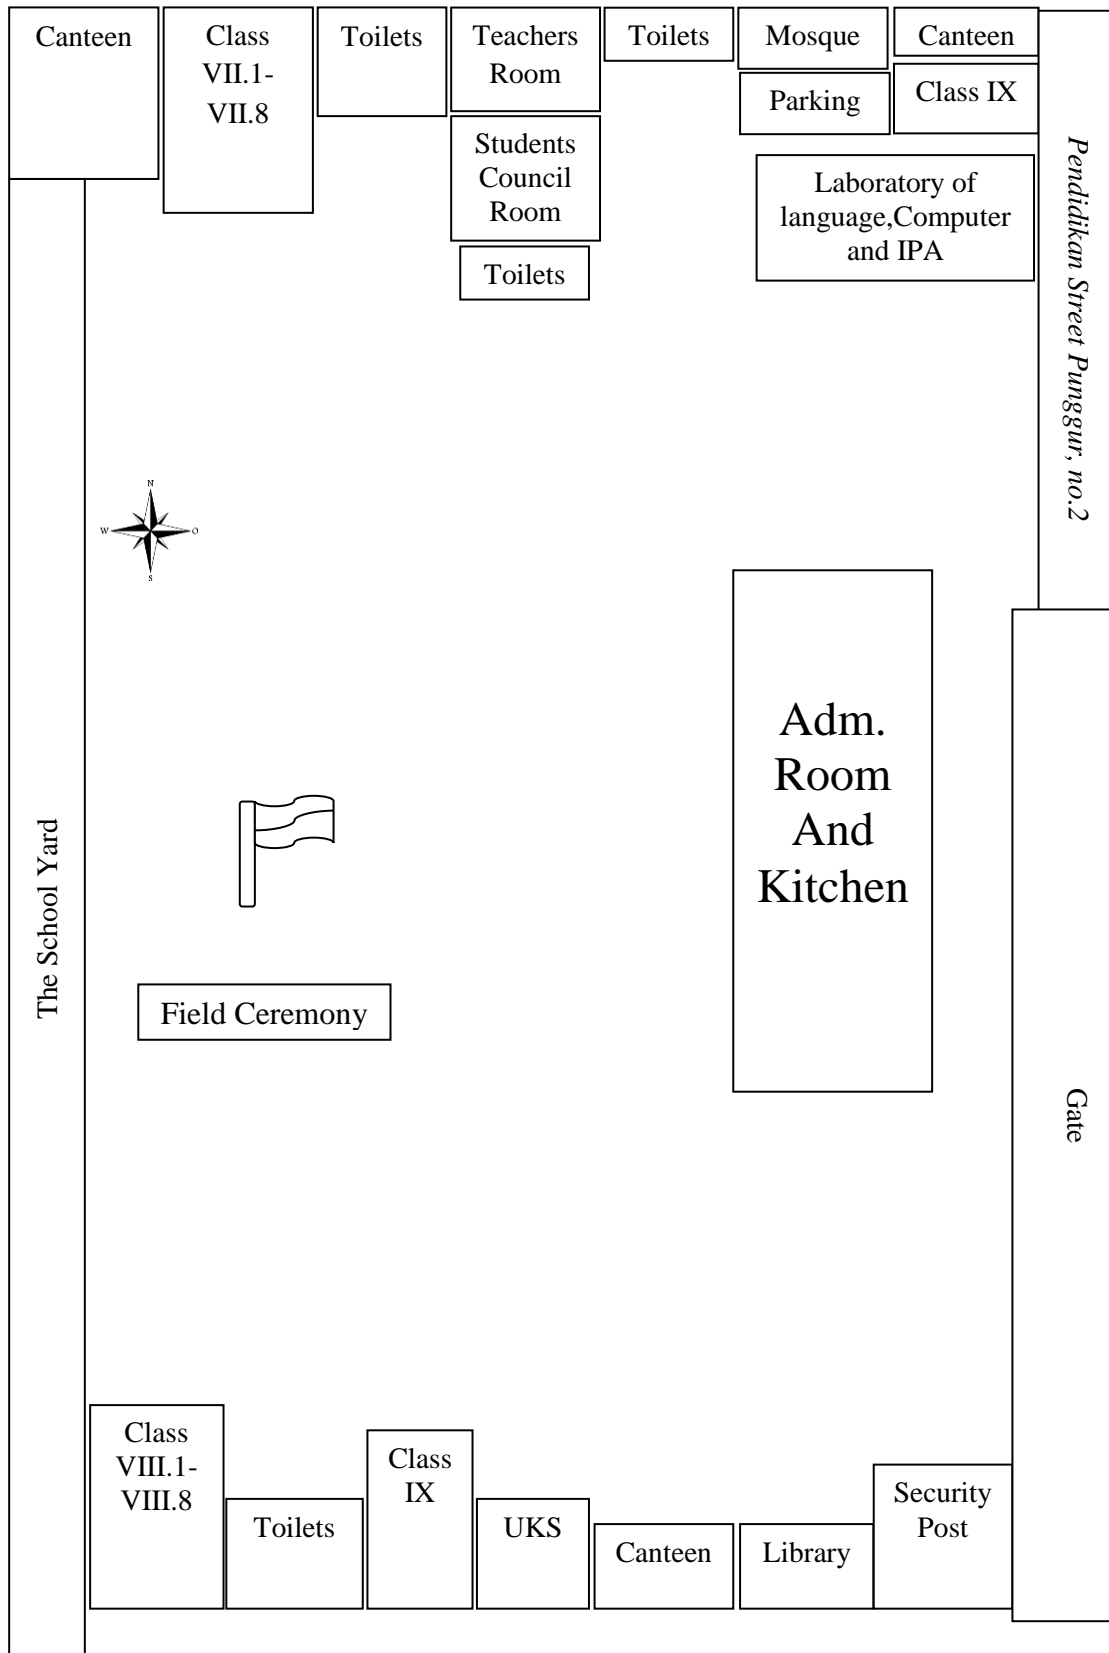 Canteen
Class
VII.1-
VII.8
Toilets
Teachers
Room
Toilets
Mosque
Canteen
Parking
Class IX
Students
Council
Room
Toilets
Laboratory of
language,Computer
and IPA
Pendidikan Street Punggur, no.2
N
W
O
S
Adm.
Room
And
Kitchen
The School Yard
Field Ceremony
Gate
Class
VIII.1-
VIII.8
Toilets
Class
IX
UKS
Canteen
Library
Security
Post